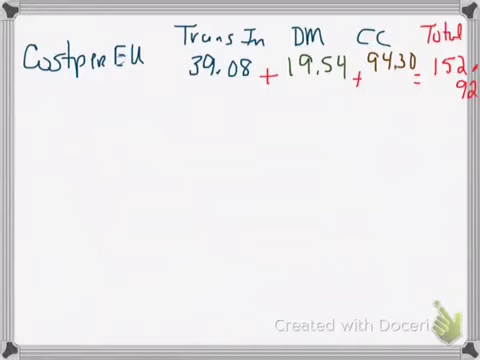 Trans In DM CC Total
Cost per EU 39.08 + 19.54 + 94.30 = 152.
92
Created with Doceri